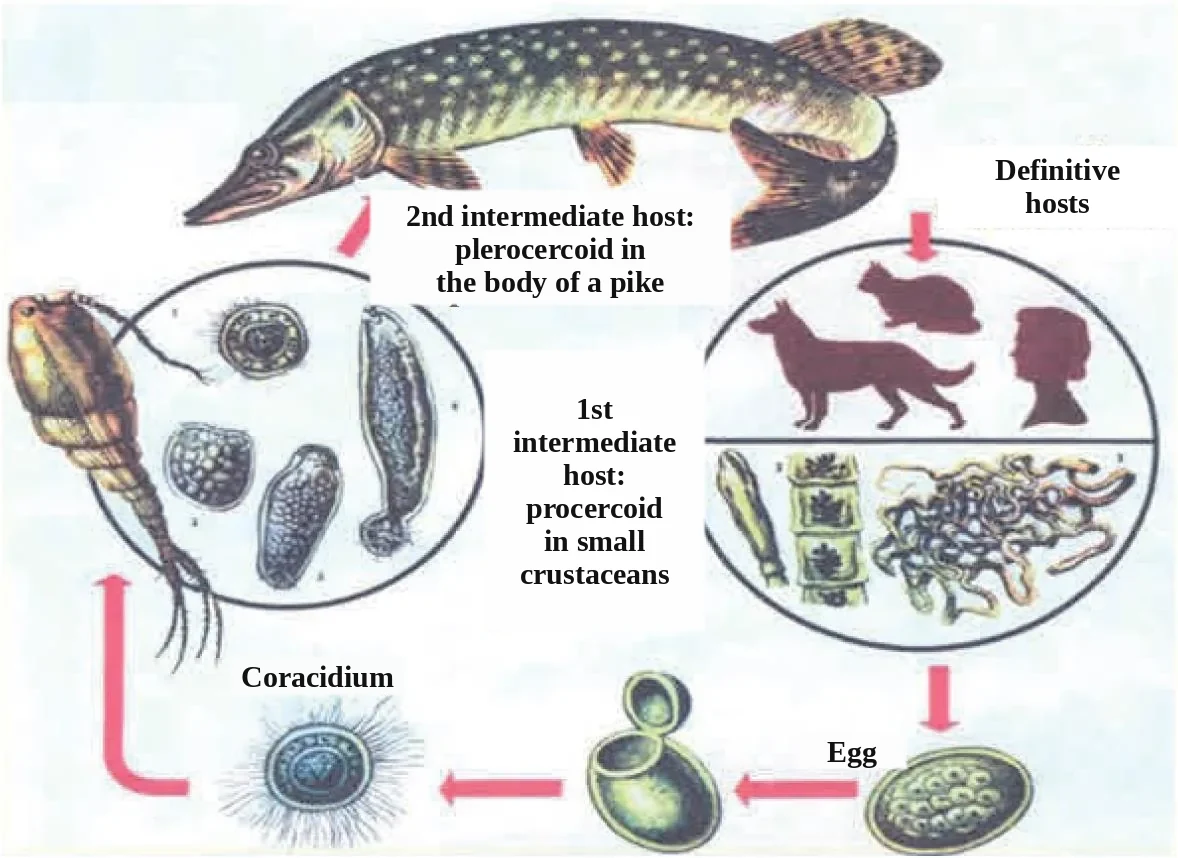 Definitive
hosts
2nd intermediate host:
plerocercoid in
the body of a pike
1st
intermediate
host:
procercoid
in small
crustaceans
Coracidium
Egg